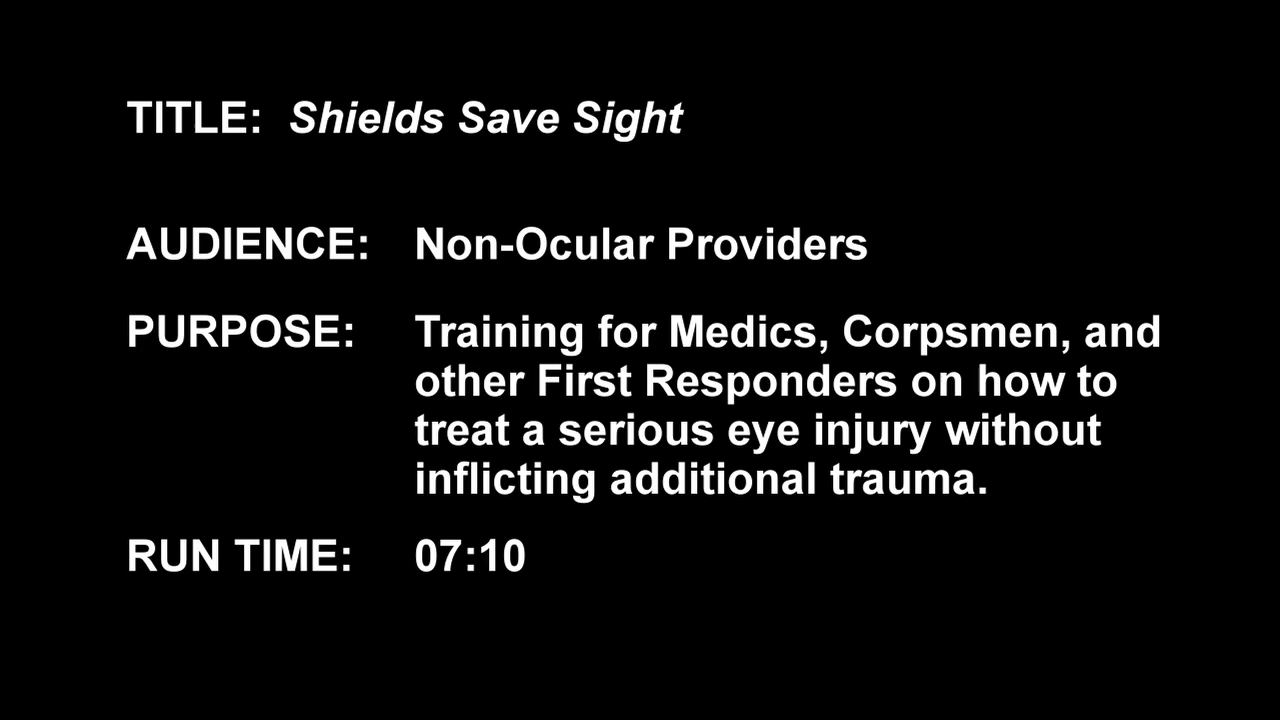 TITLE: Shields Save Sight
AUDIENCE: Non-Ocular Providers
PURPOSE: Training for Medics, Corpsmen, and
other First Responders on how to
treat a serious eye injury without
inflicting additional trauma.
RUN TIME: 07:10